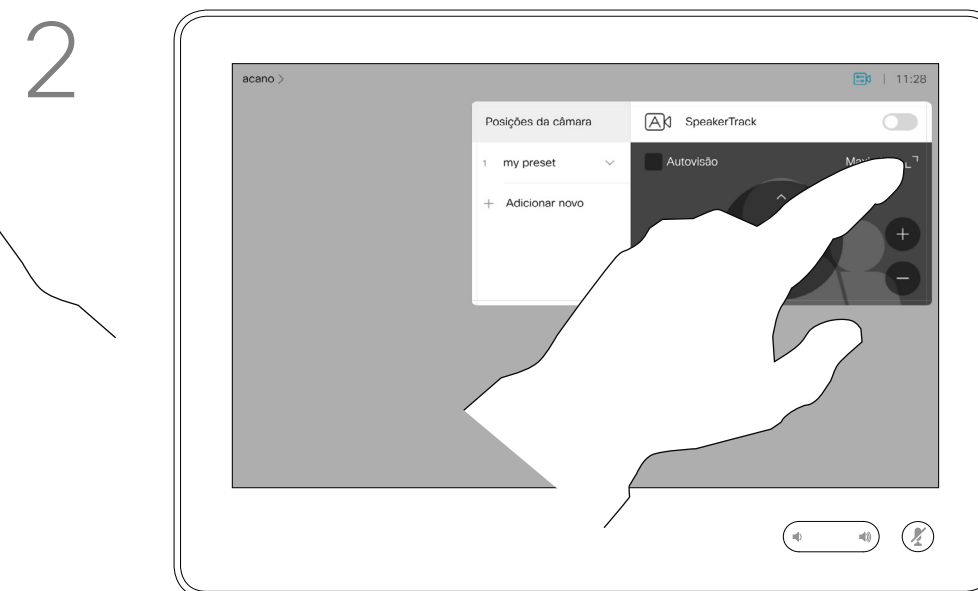 2
acano >
11:28
Posições da câmara
SpeakerTrack
1 my preset
Autovisão
+ Adicionar novo